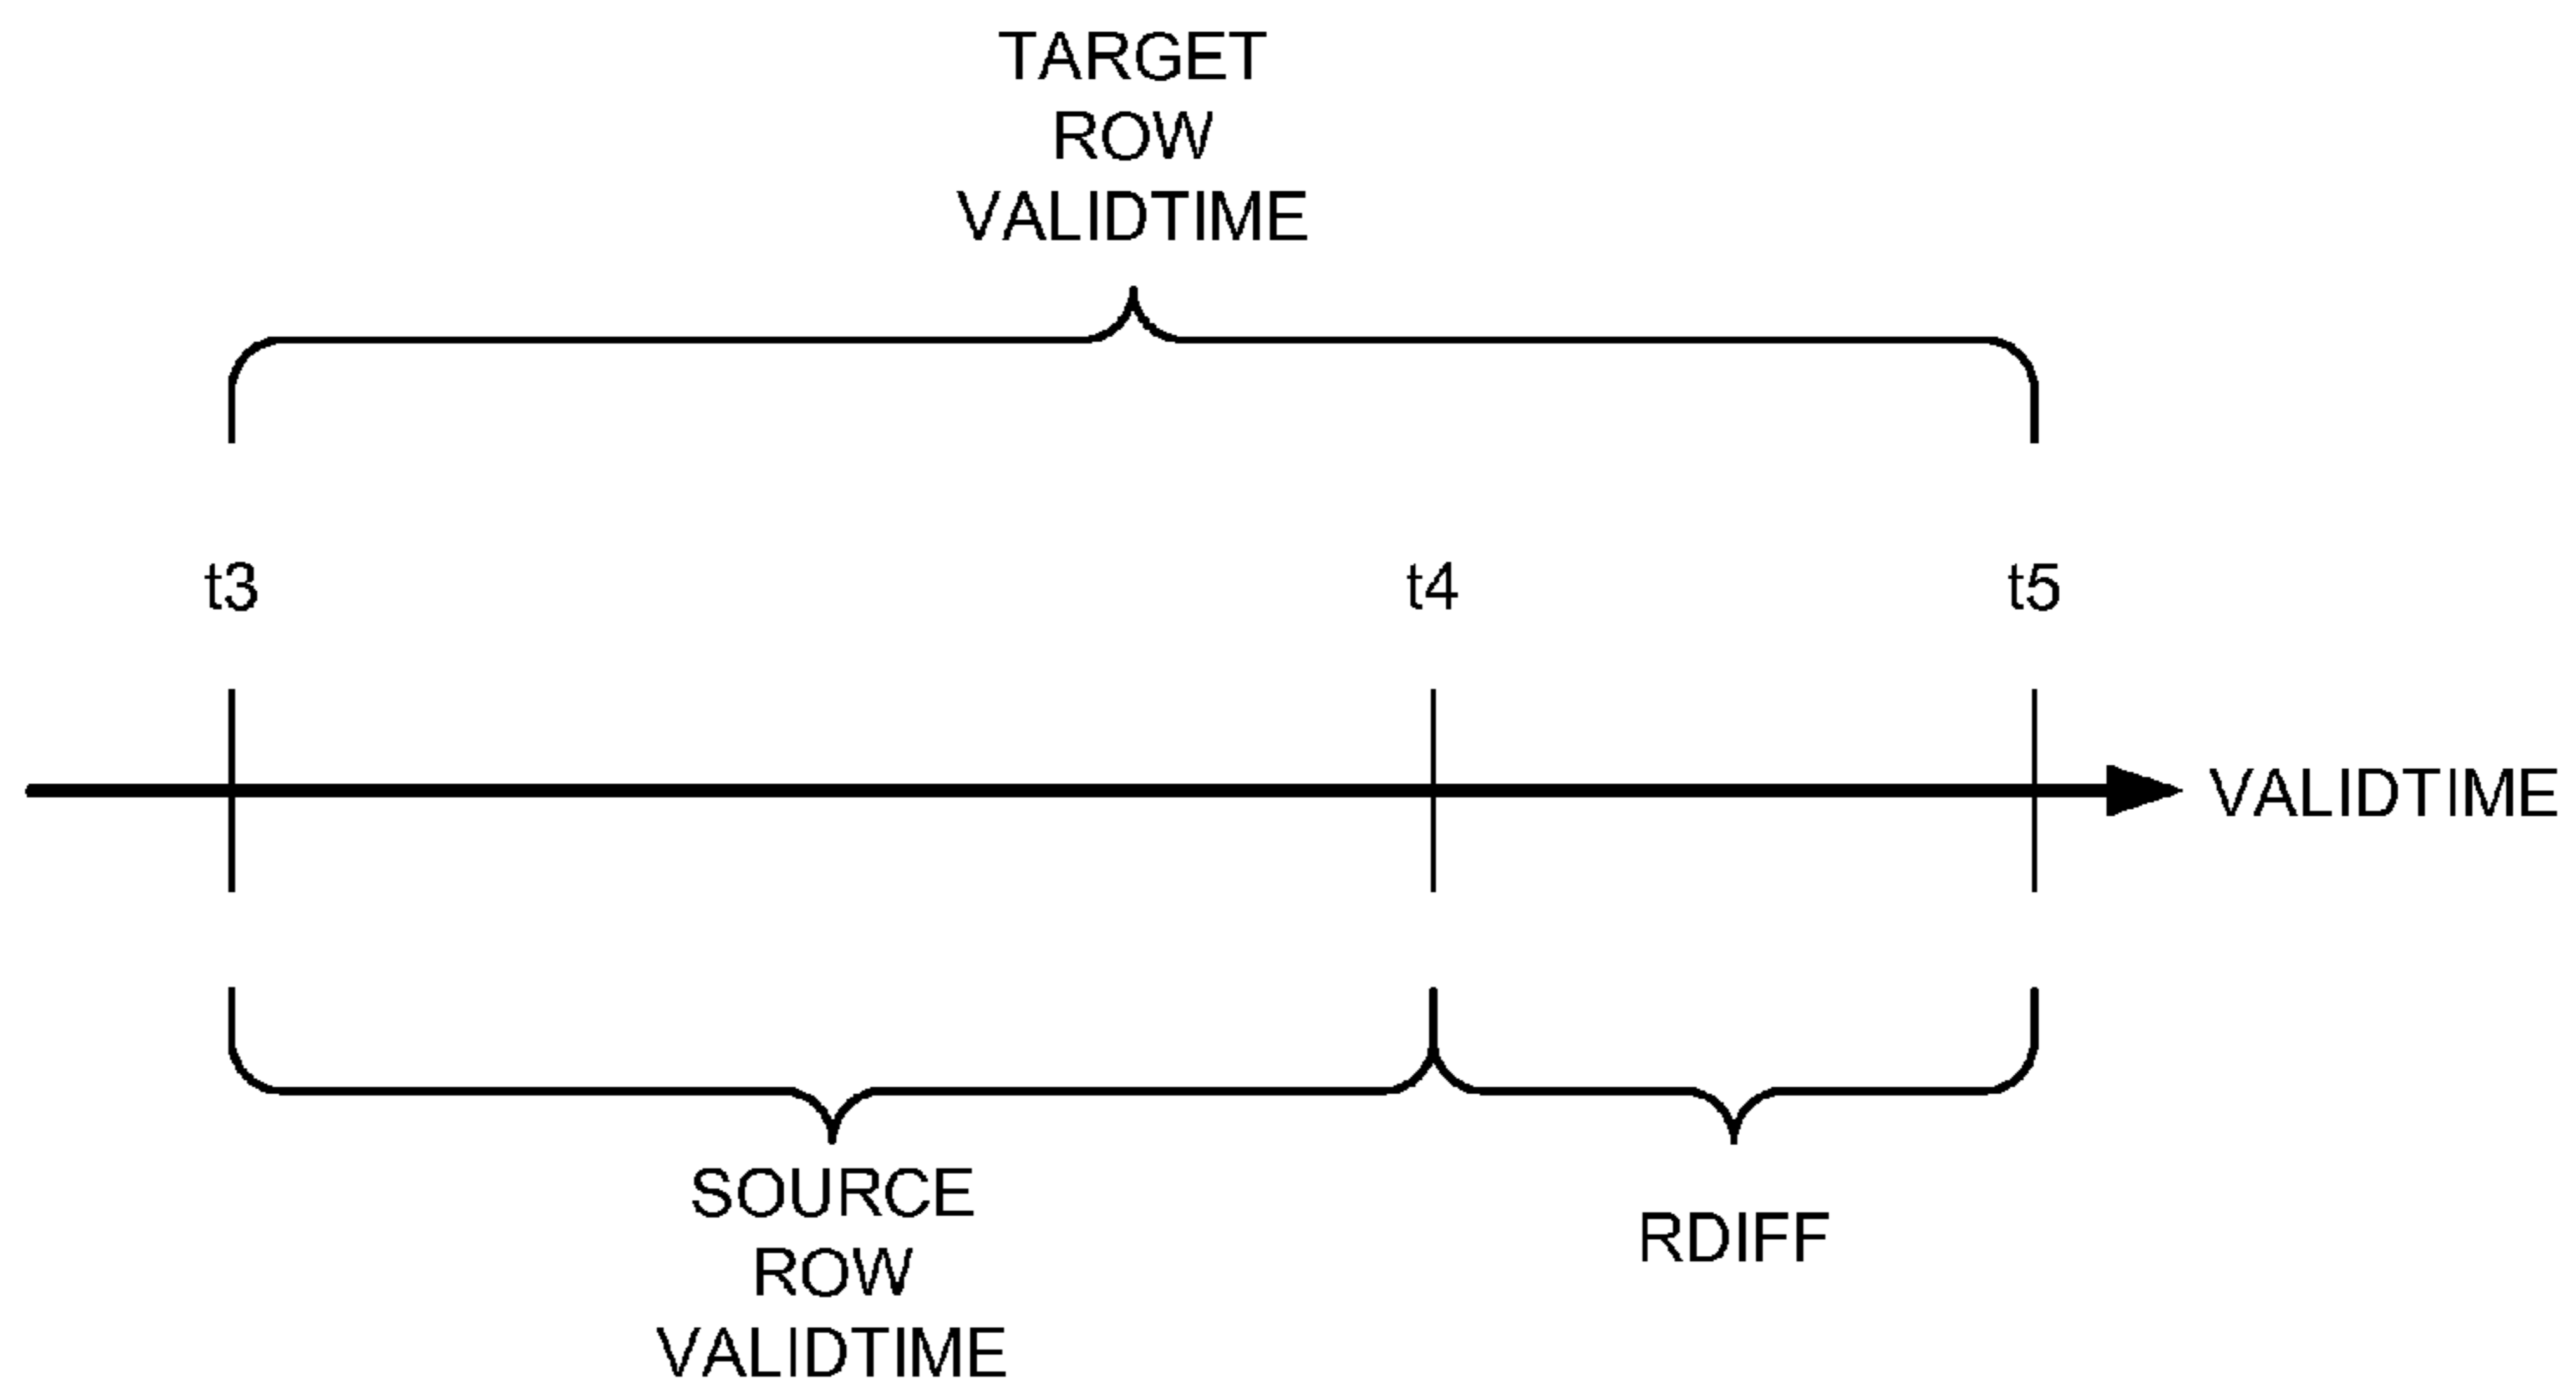 TARGET
ROW
VALIDTIME
t3
t4
t5
VALIDTIME
SOURCE
ROW
VALIDTIME
RDIFF